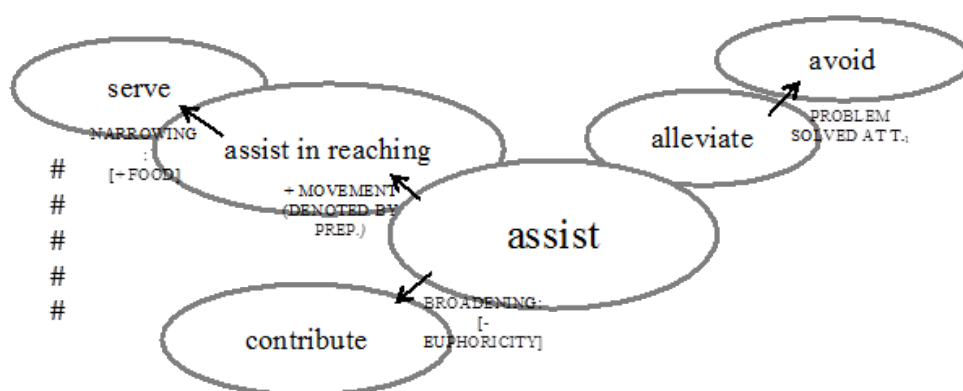 avoid
serve
PROBLEM
SOLVED AT T.1
alleviate
NARROWING
:
[+FOOD]
assist in reaching
+ MOVEMENT
(DENOTED BY
PREP.)
#
#
#
#
#
assist
BROADENING:
[-
EUPHORICITY]
contribute